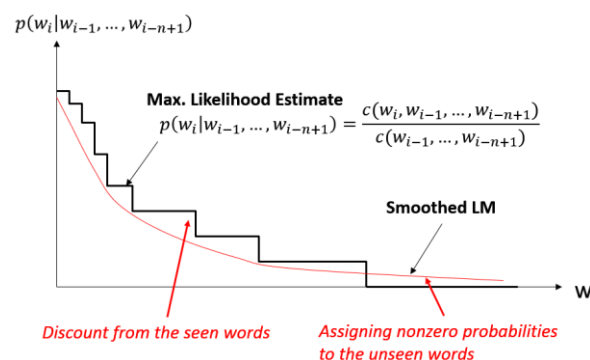 p(w_i|w_{i-1}, ..., w_{i-n+1})
Max. Likelihood Estimate
p(w_i|w_{i-1}, ..., w_{i-n+1}) = c(w_i, w_{i-1}, ..., w_{i-n+1}) / c(w_{i-1}, ..., w_{i-n+1})
Smoothed LM
w
Discount from the seen words
Assigning nonzero probabilities
to the unseen words